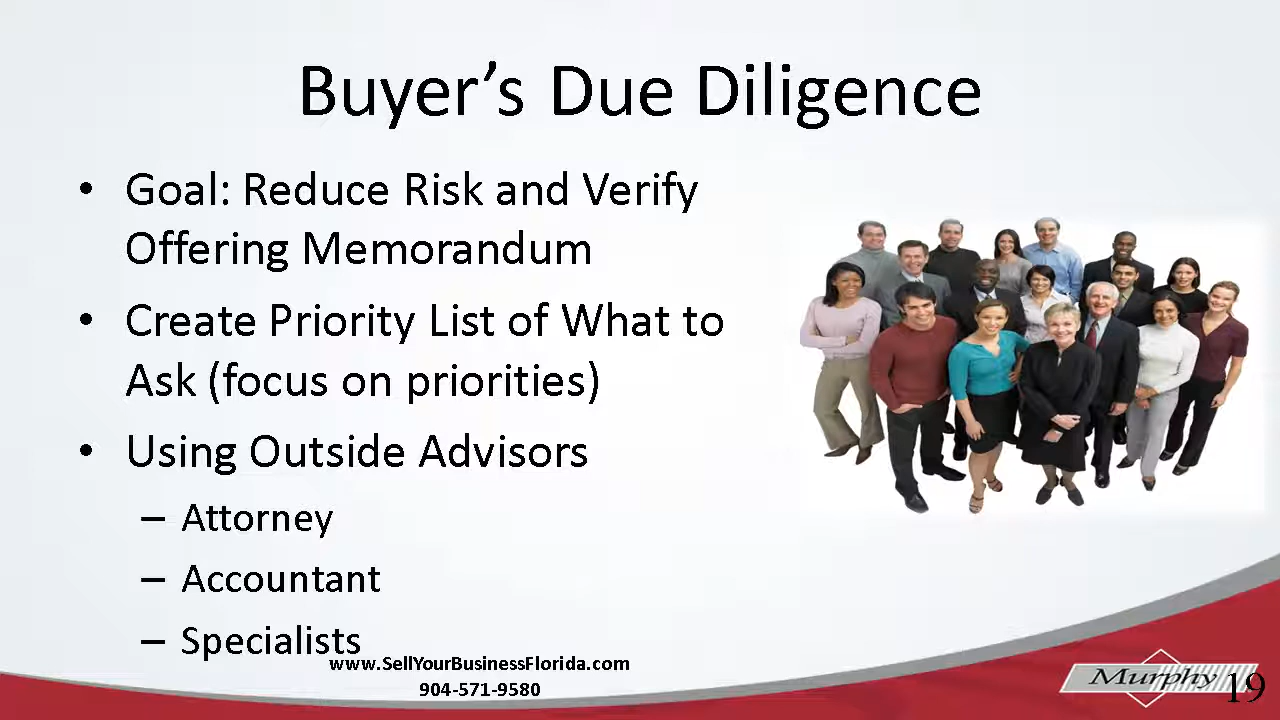 Buyer’s Due Diligence
• Goal: Reduce Risk and Verify
Offering Memorandum
• Create Priority List of What to
Ask (focus on priorities)
• Using Outside Advisors
– Attorney
– Accountant
– Specialists
www.SellYourBusinessFlorida.com
904-571-9580
Murphy
19